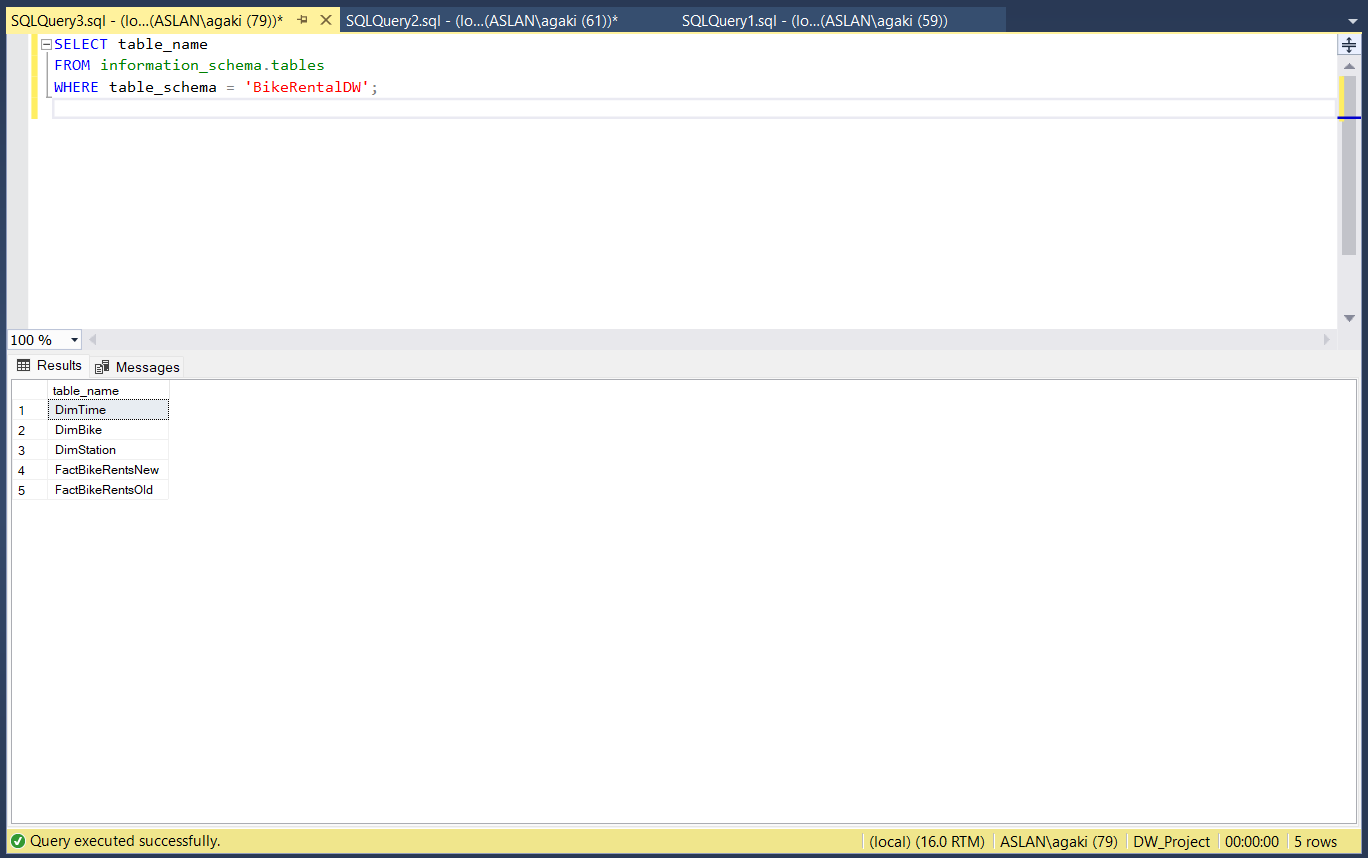 SQLQuery3.sql - (lo...(ASLAN\agaki (79))* SQLQuery2.sql - (lo...(ASLAN\agaki (61))* SQLQuery1.sql - (lo...(ASLAN\agaki (59))
SELECT table_name
FROM information_schema.tables
WHERE table_schema = 'BikeRentalDW';
100 %
Results Messages
table_name
1 DimTime
2 DimBike
3 DimStation
4 FactBikeRentsNew
5 FactBikeRentsOld
Query executed successfully. (local) (16.0 RTM) ASLAN\agaki (79) DW_Project 00:00:00 5 rows